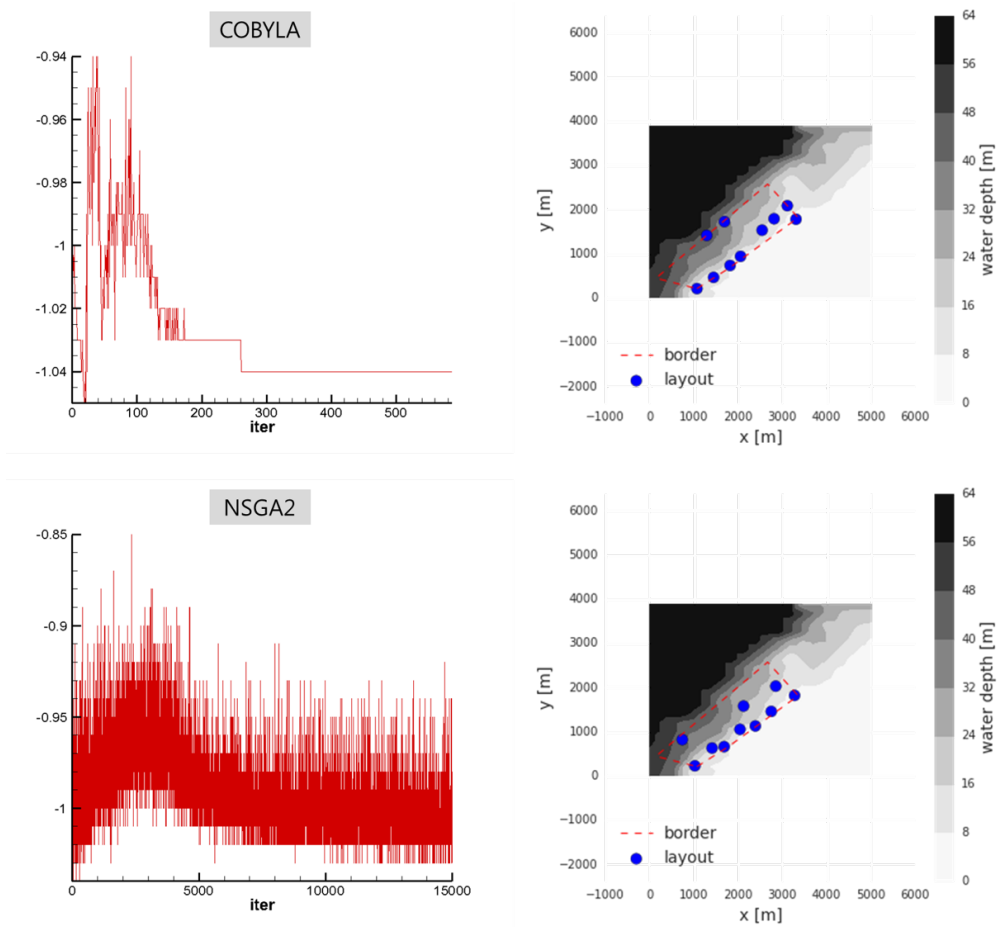 COBYLA
-0.94
-0.96
-0.98
-1
-1.02
-1.04
0 100 200 300 400 500
iter
6000
5000
4000
3000
2000
1000
0
−1000
−2000
−1000 0 1000 2000 3000 4000 5000 6000
x [m]
y [m]
border
layout
64
56
48
40
32
24
16
8
0
water depth [m]
NSGA2
-0.85
-0.9
-0.95
-1
0 5000 10000 15000
iter
6000
5000
4000
3000
2000
1000
0
−1000
−2000
−1000 0 1000 2000 3000 4000 5000 6000
x [m]
y [m]
border
layout
64
56
48
40
32
24
16
8
0
water depth [m]